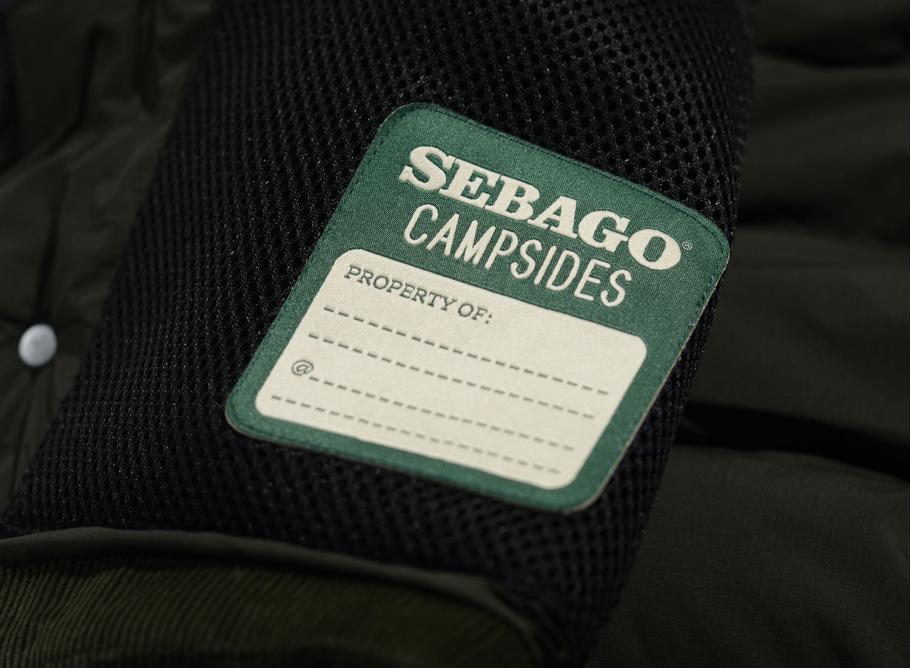 SEBAGO®
CAMPSIDES
PROPERTY OF:
@